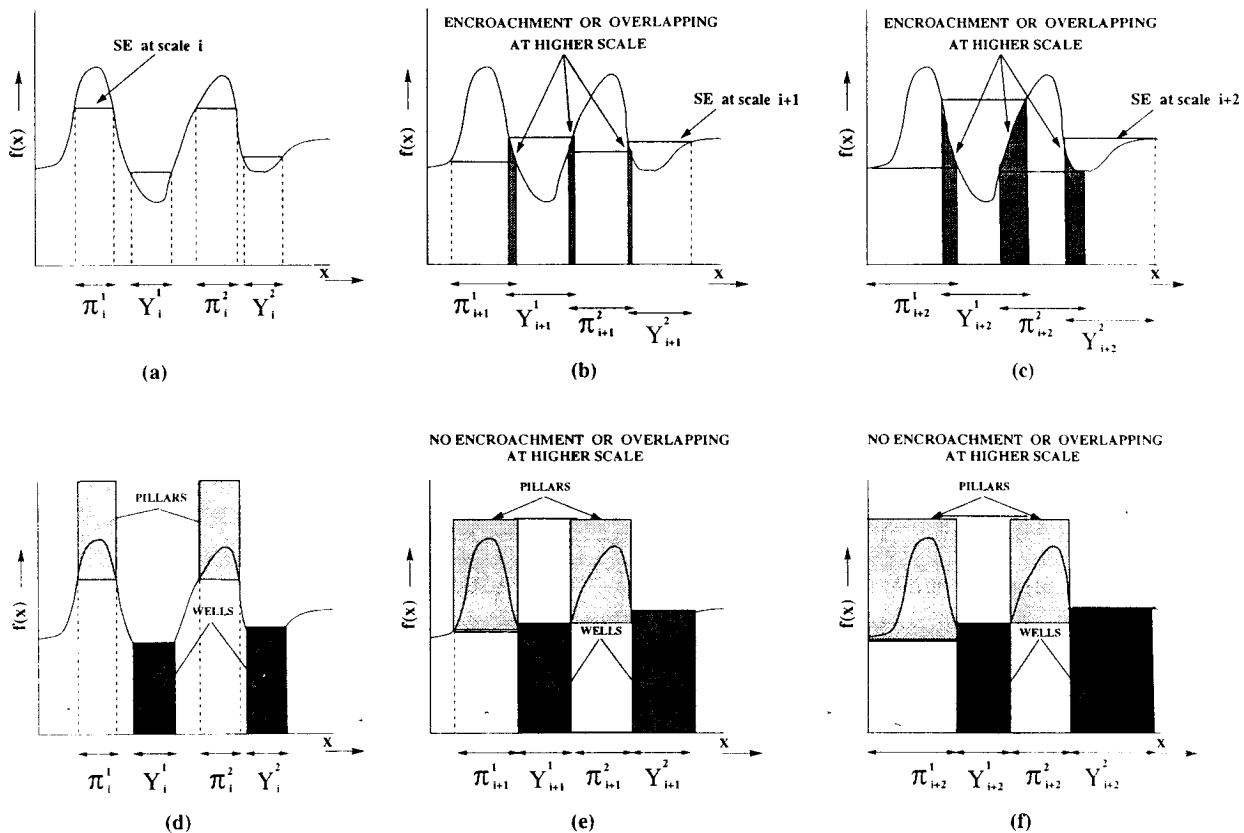 SE at scale i
f(x)
x
π¹ᵢ Y¹ᵢ π²ᵢ Y²ᵢ
(a)
ENCROACHMENT OR OVERLAPPING
AT HIGHER SCALE
SE at scale i+1
f(x)
x
π¹ᵢ₊₁ Y¹ᵢ₊₁ π²ᵢ₊₁ Y²ᵢ₊₁
(b)
ENCROACHMENT OR OVERLAPPING
AT HIGHER SCALE
SE at scale i+2
f(x)
x
π¹ᵢ₊₂ Y¹ᵢ₊₂ π²ᵢ₊₂ Y²ᵢ₊₂
(c)
PILLARS
WELLS
f(x)
x
π¹ᵢ Y¹ᵢ π²ᵢ Y²ᵢ
(d)
NO ENCROACHMENT OR OVERLAPPING
AT HIGHER SCALE
PILLARS
WELLS
f(x)
x
π¹ᵢ₊₁ Y¹ᵢ₊₁ π²ᵢ₊₁ Y²ᵢ₊₁
(e)
NO ENCROACHMENT OR OVERLAPPING
AT HIGHER SCALE
PILLARS
WELLS
f(x)
x
π¹ᵢ₊₂ Y¹ᵢ₊₂ π²ᵢ₊₂ Y²ᵢ₊₂
(f)